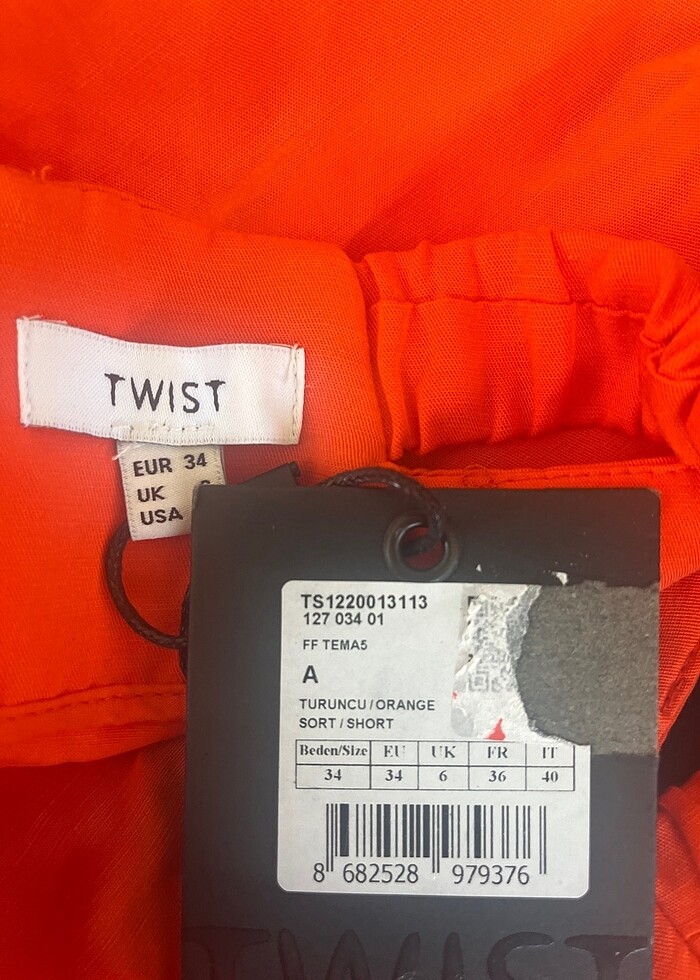 TWIST
EUR 34
UK
USA
TS1220013113
127 034 01
FF TEMA5
A
TURUNCU / ORANGE
SORT / SHORT
Beden/Size EU UK FR IT
34 34 6 36 40
8 682528 979376
TWIST